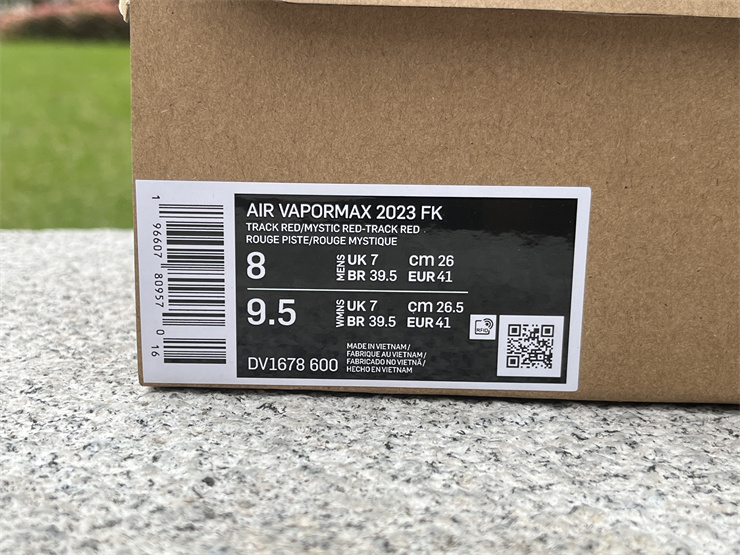 AIR VAPORMAX 2023 FK
TRACK RED/MYSTIC RED-TRACK RED
ROUGE PISTE/ROUGE MYSTIQUE
8
MENS
UK 7 cm 26
BR 39.5 EUR 41
9.5
WMNS
UK 7 cm 26.5
BR 39.5 EUR 41
DV1678 600
MADE IN VIETNAM /
FABRIQUE AU VIETNAM /
FABRICADO NO VIETNÃ /
HECHO EN VIETNAM
RFID
1 96607 80957 0 16